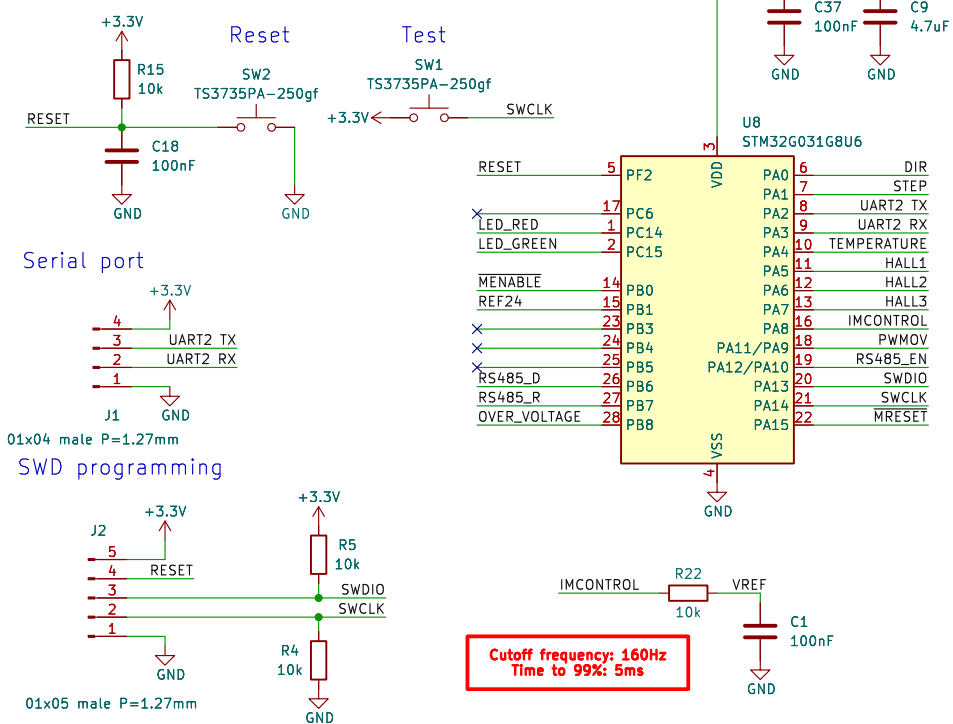 +3.3V
R15
10k
RESET
C18
100nF
GND
Reset
SW2
TS3735PA-250gf
GND
Test
SW1
TS3735PA-250gf
+3.3V
SWCLK
C37
100nF
GND
C9
4.7uF
GND
Serial port
+3.3V
4
3
UART2 TX
2
UART2 RX
1
GND
J1
01x04 male P=1.27mm
U8
STM32G031G8U6
3
VDD
RESET
5
PF2
17
PC6
LED_RED
1
PC14
LED_GREEN
2
PC15
MENABLE
14
PB0
REF24
15
PB1
23
PB3
24
PB4
25
PB5
RS485_D
26
PB6
RS485_R
27
PB7
OVER_VOLTAGE
28
PB8
PA0
6
DIR
PA1
7
STEP
PA2
8
UART2 TX
PA3
9
UART2 RX
PA4
10
TEMPERATURE
PA5
11
HALL1
PA6
12
HALL2
PA7
13
HALL3
PA8
16
IMCONTROL
PA11/PA9
18
PWMOV
PA12/PA10
19
RS485_EN
PA13
20
SWDIO
PA14
21
SWCLK
PA15
22
MRESET
VSS
4
GND
SWD programming
J2
+3.3V
5
4
RESET
3
2
1
GND
01x05 male P=1.27mm
+3.3V
R5
10k
SWDIO
SWCLK
R4
10k
GND
IMCONTROL
R22
10k
VREF
C1
100nF
GND
Cutoff frequency: 160Hz
Time to 99%: 5ms